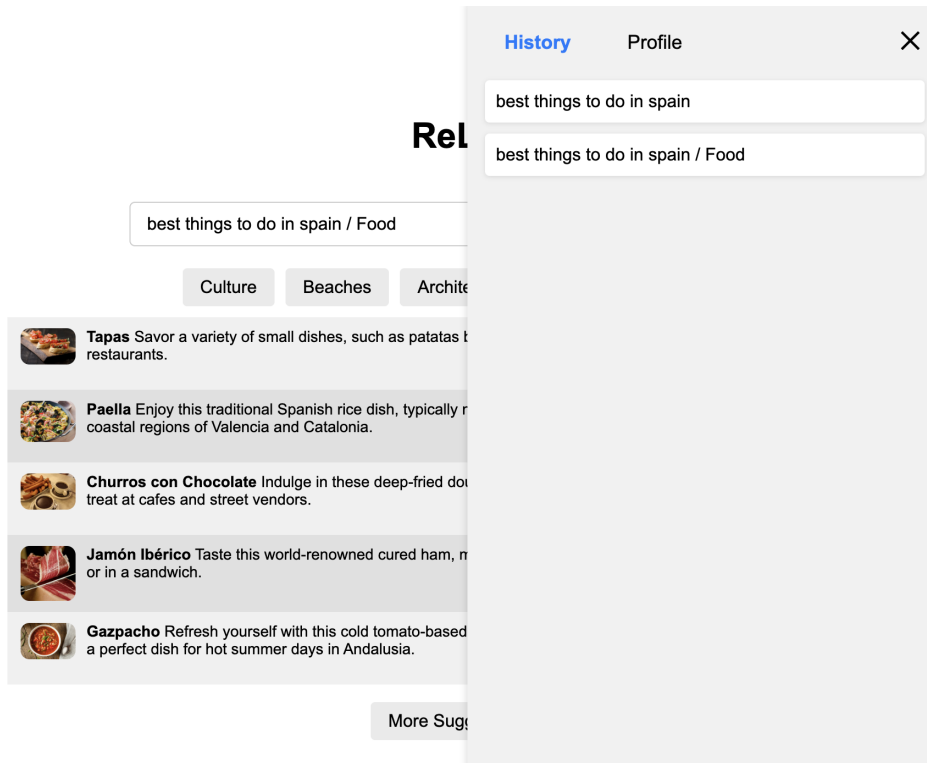 History
Profile
best things to do in spain
best things to do in spain / Food
ReL
best things to do in spain / Food
Culture
Beaches
Archite
Tapas Savor a variety of small dishes, such as patatas
restaurants.
Paella Enjoy this traditional Spanish rice dish, typically
coastal regions of Valencia and Catalonia.
Churros con Chocolate Indulge in these deep-fried dou
treat at cafes and street vendors.
Jamón Ibérico Taste this world-renowned cured ham,
or in a sandwich.
Gazpacho Refresh yourself with this cold tomato-based
a perfect dish for hot summer days in Andalusia.
More Sugg